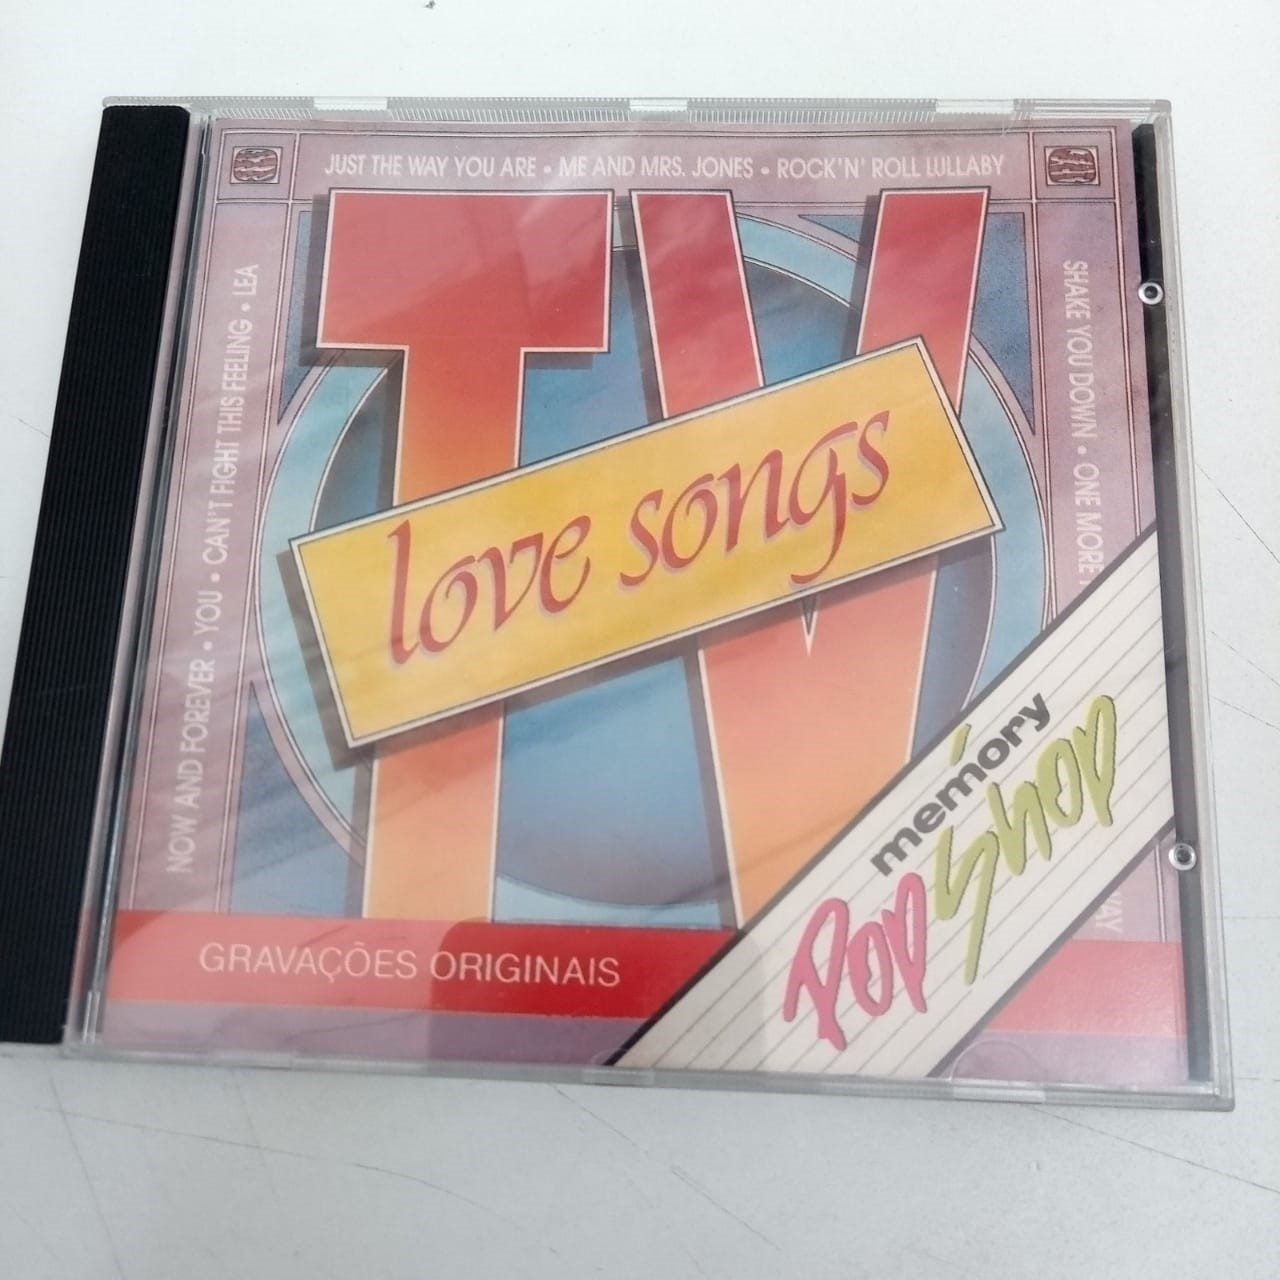 JUST THE WAY YOU ARE • ME AND MRS. JONES • ROCK'N' ROLL LULLABY
NOW AND FOREVER • YOU • CAN'T FIGHT THIS FEELING • LEA
TV
love songs
SHAKE YOU DOWN • ONE MORE
memory
Pop Shop
GRAVAÇÕES ORIGINAIS